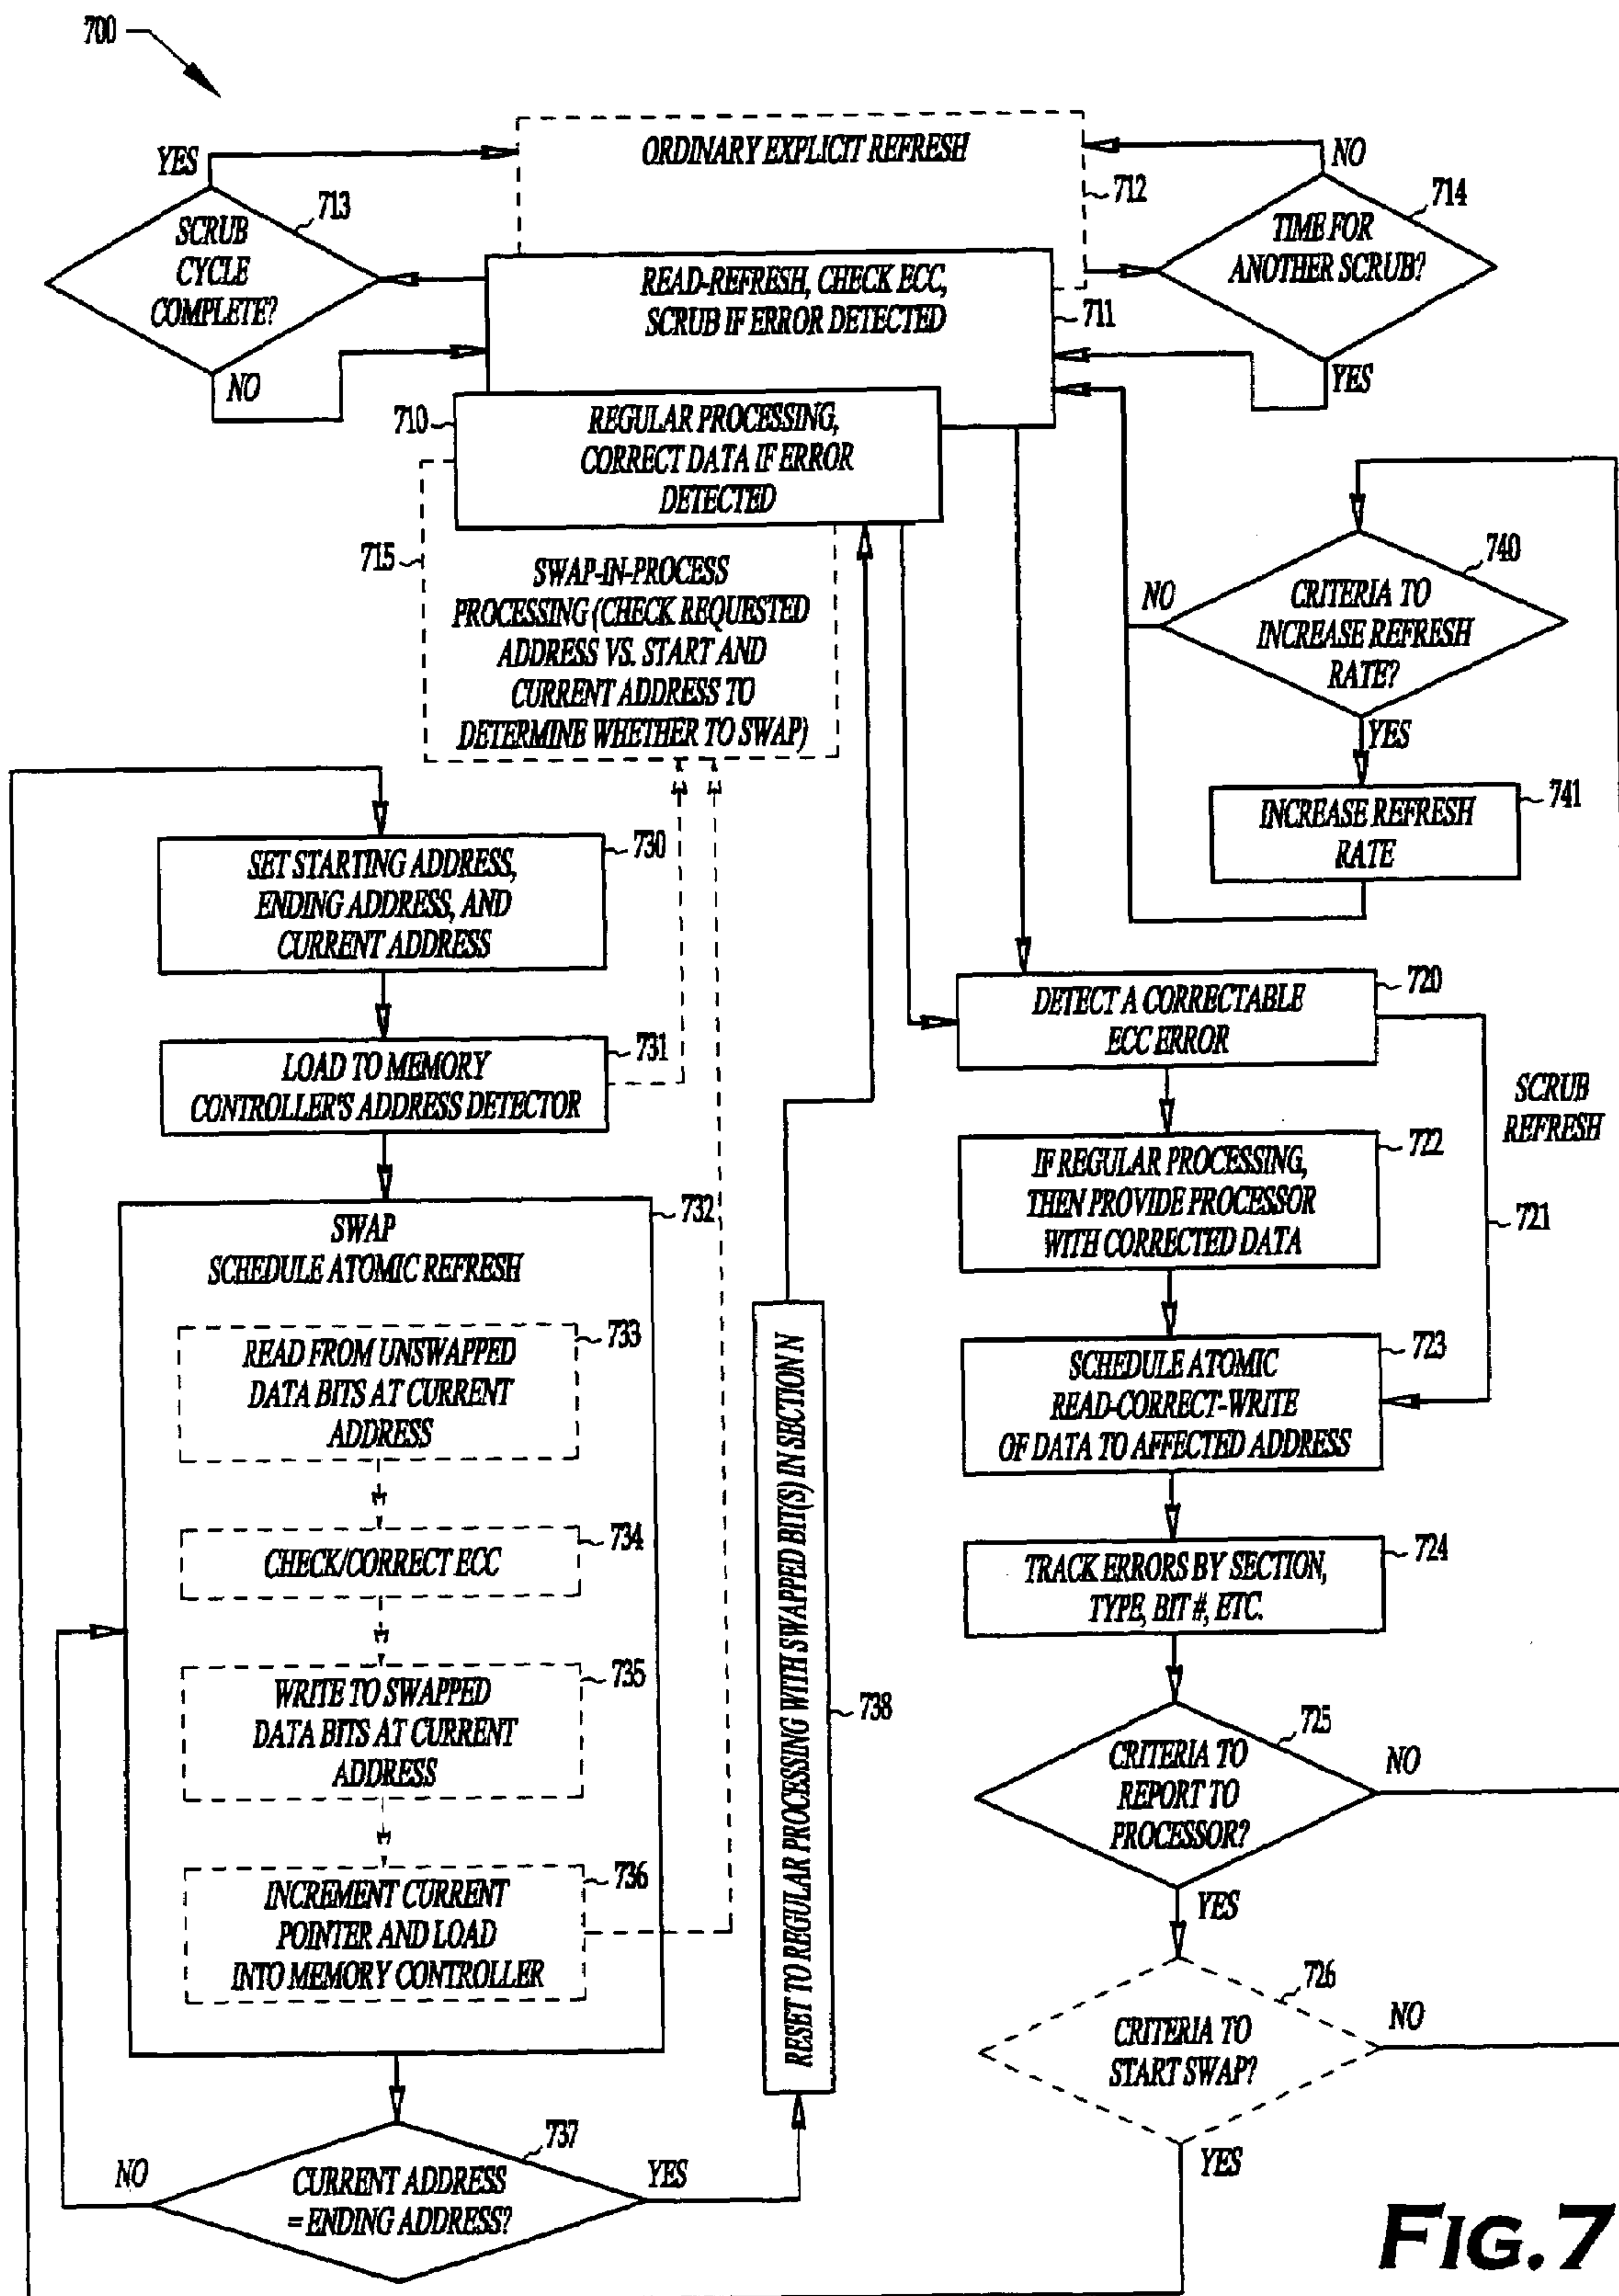 700
ORDINARY EXPLICIT REFRESH
712
YES
713
SCRUB
CYCLE
COMPLETE?
NO
NO
714
TIME FOR
ANOTHER SCRUB?
YES
READ-REFRESH, CHECK ECC,
SCRUB IF ERROR DETECTED
711
710
REGULAR PROCESSING,
CORRECT DATA IF ERROR
DETECTED
715
SWAP-IN-PROCESS
PROCESSING (CHECK REQUESTED
ADDRESS VS. START AND
CURRENT ADDRESS TO
DETERMINE WHETHER TO SWAP)
740
NO
CRITERIA TO
INCREASE REFRESH
RATE?
YES
741
INCREASE REFRESH
RATE
730
SET STARTING ADDRESS,
ENDING ADDRESS, AND
CURRENT ADDRESS
731
LOAD TO MEMORY
CONTROLLER'S ADDRESS DETECTOR
732
SWAP
SCHEDULE ATOMIC REFRESH
733
READ FROM UNSWAPPED
DATA BITS AT CURRENT
ADDRESS
734
CHECK/CORRECT ECC
735
WRITE TO SWAPPED
DATA BITS AT CURRENT
ADDRESS
736
INCREMENT CURRENT
POINTER AND LOAD
INTO MEMORY CONTROLLER
737
NO
CURRENT ADDRESS
= ENDING ADDRESS?
YES
RESET TO REGULAR PROCESSING WITH SWAPPED BIT(S) IN SECTION N
738
720
DETECT A CORRECTABLE
ECC ERROR
SCRUB
REFRESH
721
722
IF REGULAR PROCESSING,
THEN PROVIDE PROCESSOR
WITH CORRECTED DATA
723
SCHEDULE ATOMIC
READ-CORRECT-WRITE
OF DATA TO AFFECTED ADDRESS
724
TRACK ERRORS BY SECTION,
TYPE, BIT #, ETC.
725
CRITERIA TO
REPORT TO
PROCESSOR?
NO
YES
726
CRITERIA TO
START SWAP?
NO
YES
FIG. 7